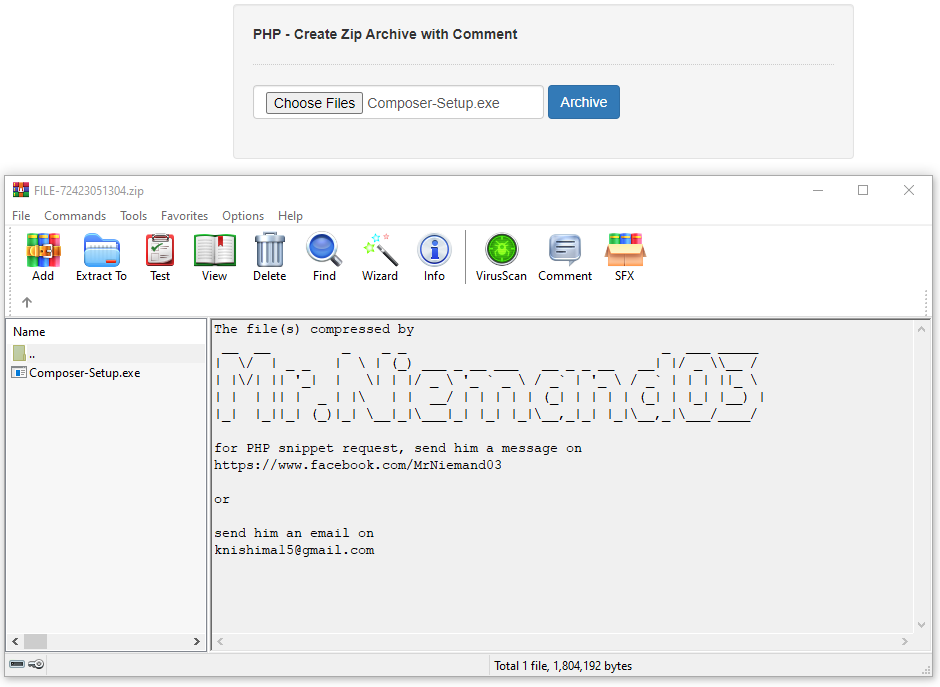 PHP - Create Zip Archive with Comment
Choose Files Composer-Setup.exe Archive
FILE-72423051304.zip
File Commands Tools Favorites Options Help
Add Extract To Test View Delete Find Wizard Info VirusScan Comment SFX
Name
..
Composer-Setup.exe
The file(s) compressed by
Mr.Niemand03
for PHP snippet request, send him a message on
https://www.facebook.com/MrNiemand03
or
send him an email on
knishima15@gmail.com
Total 1 file, 1,804,192 bytes